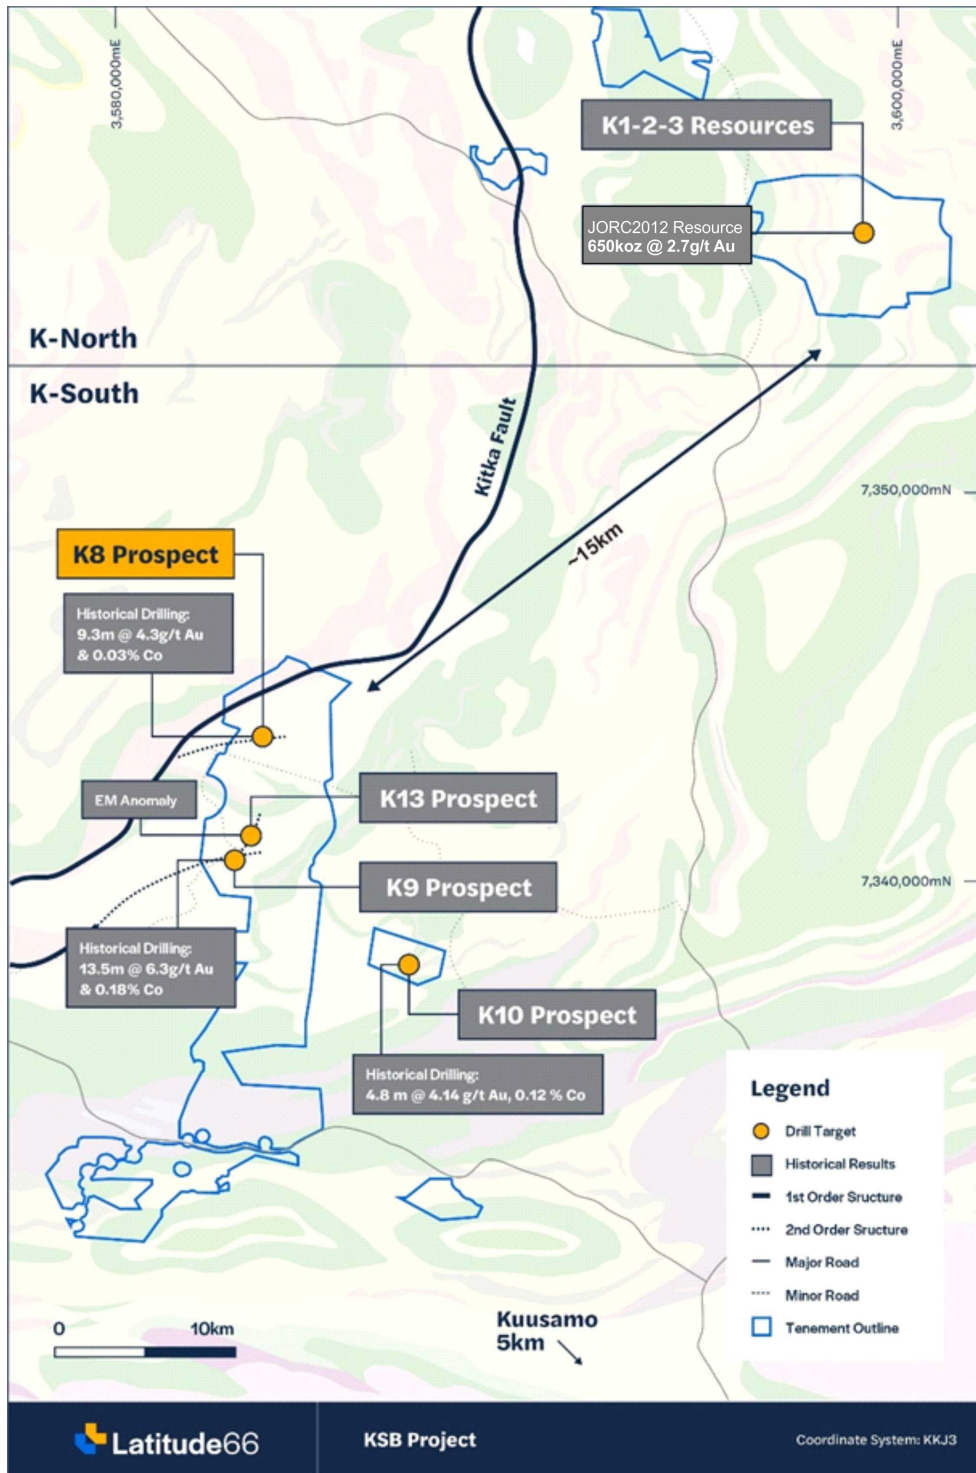 3,580,000mE
3,600,000mE
K1-2-3 Resources
JORC2012 Resource
650koz @ 2.7g/t Au
K-North
K-South
Kitka Fault
7,350,000mN
~15km
K8 Prospect
Historical Drilling:
9.3m @ 4.3g/t Au
& 0.03% Co
EM Anomaly
K13 Prospect
K9 Prospect
7,340,000mN
Historical Drilling:
13.5m @ 6.3g/t Au
& 0.18% Co
K10 Prospect
Historical Drilling:
4.8 m @ 4.14 g/t Au, 0.12 % Co
Legend
Drill Target
Historical Results
1st Order Sructure
2nd Order Sructure
Major Road
Minor Road
Tenement Outline
0 10km
Kuusamo
5km
Latitude66
KSB Project
Coordinate System: KKJ3